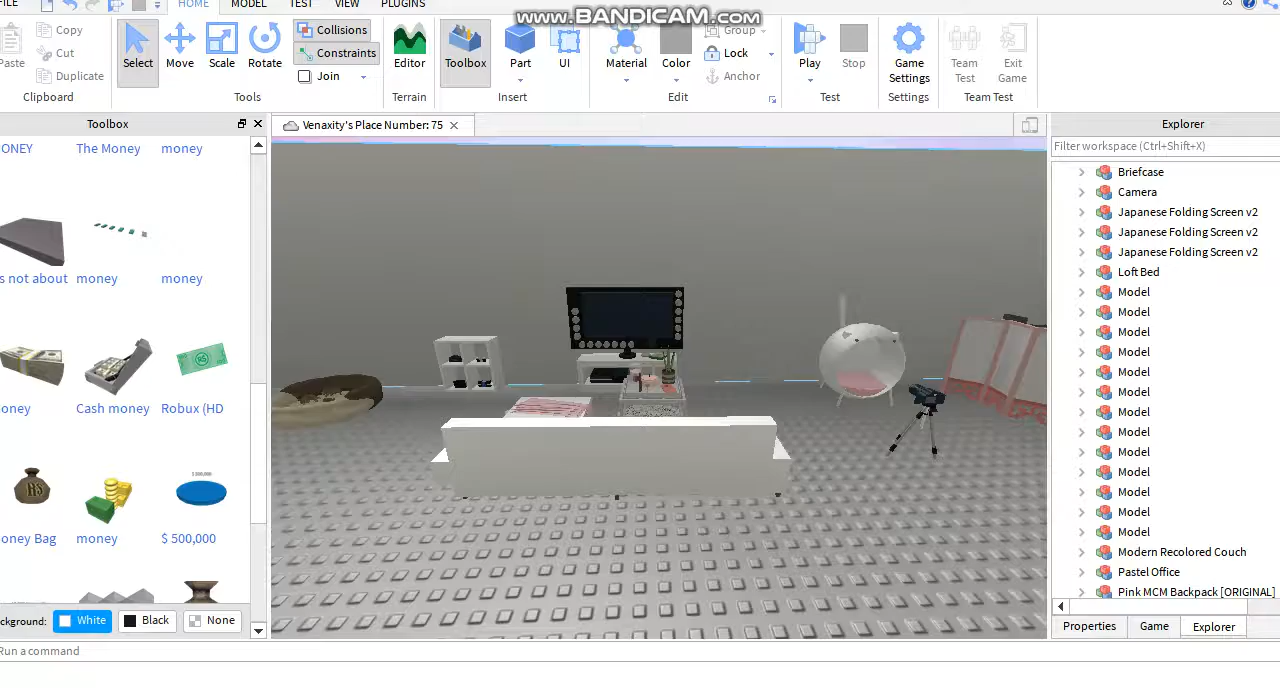 www.BANDICAM.com
FILE
HOME
MODEL
TEST
VIEW
PLUGINS
Paste
Copy
Cut
Duplicate
Clipboard
Select
Move
Scale
Rotate
Collisions
Constraints
Join
Tools
Editor
Terrain
Toolbox
Part
UI
Insert
Material
Color
Group
Lock
Anchor
Edit
Play
Stop
Test
Game
Settings
Settings
Team
Test
Exit
Game
Team Test
Toolbox
ONEY
The Money
money
s not about
money
money
oney
Cash money
Robux (HD
oney Bag
money
$ 500,000
ckground:
White
Black
None
Venaxity's Place Number: 75
Explorer
Filter workspace (Ctrl+Shift+X)
Briefcase
Camera
Japanese Folding Screen v2
Japanese Folding Screen v2
Japanese Folding Screen v2
Loft Bed
Model
Model
Model
Model
Model
Model
Model
Model
Model
Model
Model
Model
Model
Modern Recolored Couch
Pastel Office
Pink MCM Backpack [ORIGINAL]
Properties
Game
Explorer
Run a command